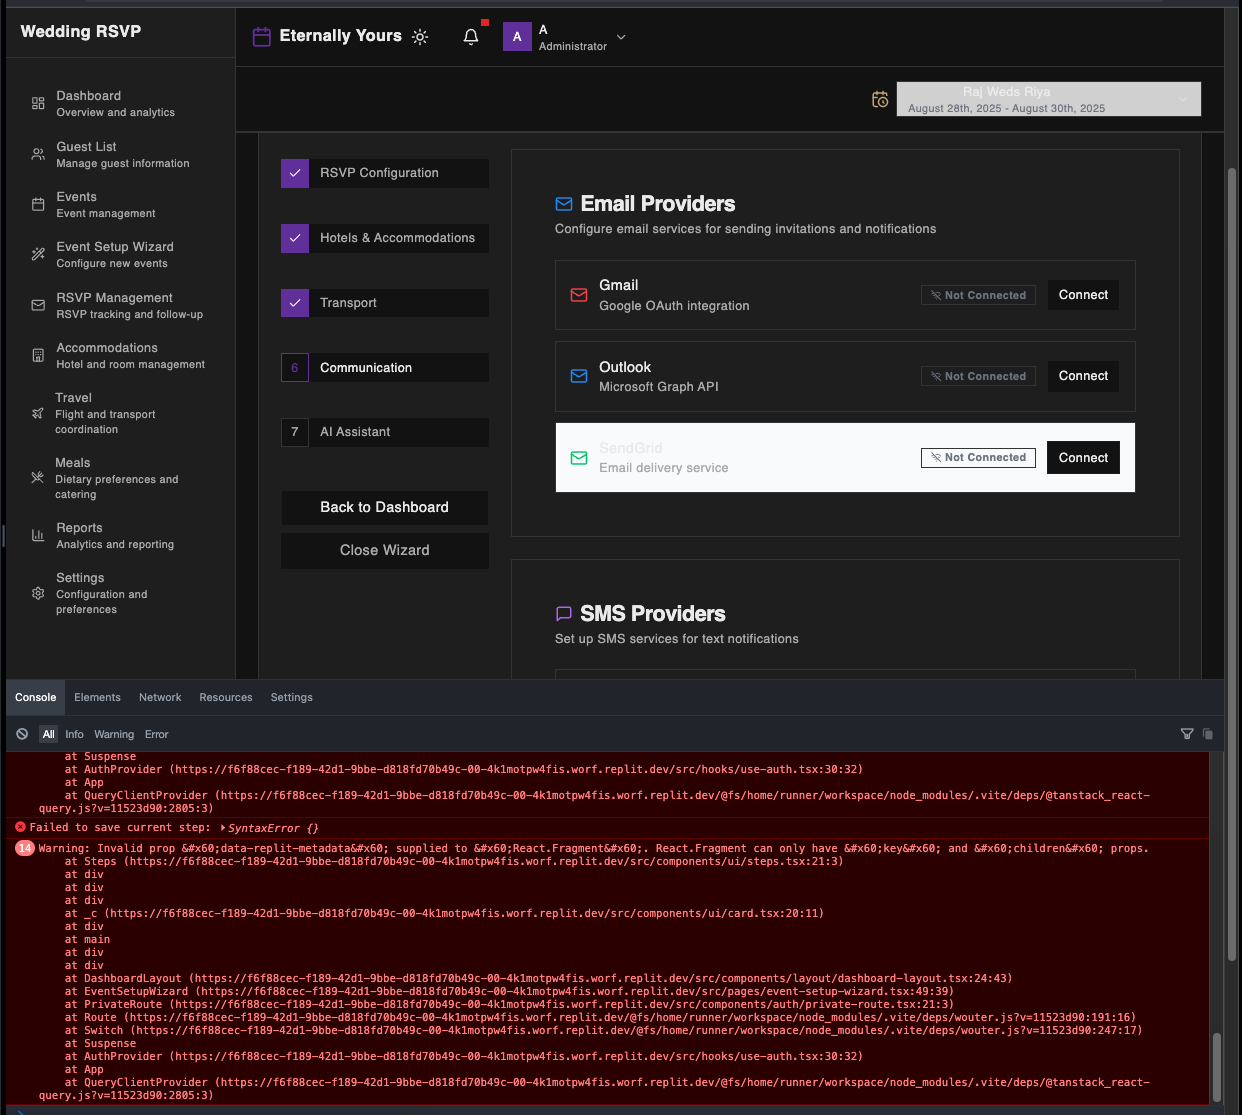 Wedding RSVP
Eternally Yours
A
A
Administrator
Raj Weds Riya
August 28th, 2025 - August 30th, 2025
Dashboard
Overview and analytics
Guest List
Manage guest information
Events
Event management
Event Setup Wizard
Configure new events
RSVP Management
RSVP tracking and follow-up
Accommodations
Hotel and room management
Travel
Flight and transport
coordination
Meals
Dietary preferences and
catering
Reports
Analytics and reporting
Settings
Configuration and
preferences
RSVP Configuration
Hotels & Accommodations
Transport
6
Communication
7
AI Assistant
Back to Dashboard
Close Wizard
Email Providers
Configure email services for sending invitations and notifications
Gmail
Google OAuth integration
Not Connected
Connect
Outlook
Microsoft Graph API
Not Connected
Connect
SendGrid
Email delivery service
Not Connected
Connect
SMS Providers
Set up SMS services for text notifications
Console Elements Network Resources Settings
All Info Warning Error
at Suspense
at AuthProvider (https://f6f88cec-f189-42d1-9bbe-d818fd70b49c-00-4k1motpw4fis.worf.replit.dev/src/hooks/use-auth.tsx:30:32)
at App
at QueryClientProvider (https://f6f88cec-f189-42d1-9bbe-d818fd70b49c-00-4k1motpw4fis.worf.replit.dev/@fs/home/runner/workspace/node_modules/.vite/deps/@tanstack_react-
query.js?v=11523d90:2805:3)
Failed to save current step: SyntaxError {}
14 Warning: Invalid prop &#x60;data-replit-metadata&#x60; supplied to &#x60;React.Fragment&#x60;. React.Fragment can only have &#x60;key&#x60; and &#x60;children&#x60; props.
at Steps (https://f6f88cec-f189-42d1-9bbe-d818fd70b49c-00-4k1motpw4fis.worf.replit.dev/src/components/ui/steps.tsx:21:3)
at div
at div
at div
at _c (https://f6f88cec-f189-42d1-9bbe-d818fd70b49c-00-4k1motpw4fis.worf.replit.dev/src/components/ui/card.tsx:20:11)
at div
at main
at div
at div
at DashboardLayout (https://f6f88cec-f189-42d1-9bbe-d818fd70b49c-00-4k1motpw4fis.worf.replit.dev/src/components/layout/dashboard-layout.tsx:24:43)
at EventSetupWizard (https://f6f88cec-f189-42d1-9bbe-d818fd70b49c-00-4k1motpw4fis.worf.replit.dev/src/pages/event-setup-wizard.tsx:49:39)
at PrivateRoute (https://f6f88cec-f189-42d1-9bbe-d818fd70b49c-00-4k1motpw4fis.worf.replit.dev/src/components/auth/private-route.tsx:21:3)
at Route (https://f6f88cec-f189-42d1-9bbe-d818fd70b49c-00-4k1motpw4fis.worf.replit.dev/@fs/home/runner/workspace/node_modules/.vite/deps/wouter.js?v=11523d90:191:16)
at Switch (https://f6f88cec-f189-42d1-9bbe-d818fd70b49c-00-4k1motpw4fis.worf.replit.dev/@fs/home/runner/workspace/node_modules/.vite/deps/wouter.js?v=11523d90:247:17)
at Suspense
at AuthProvider (https://f6f88cec-f189-42d1-9bbe-d818fd70b49c-00-4k1motpw4fis.worf.replit.dev/src/hooks/use-auth.tsx:30:32)
at App
at QueryClientProvider (https://f6f88cec-f189-42d1-9bbe-d818fd70b49c-00-4k1motpw4fis.worf.replit.dev/@fs/home/runner/workspace/node_modules/.vite/deps/@tanstack_react-
query.js?v=11523d90:2805:3)